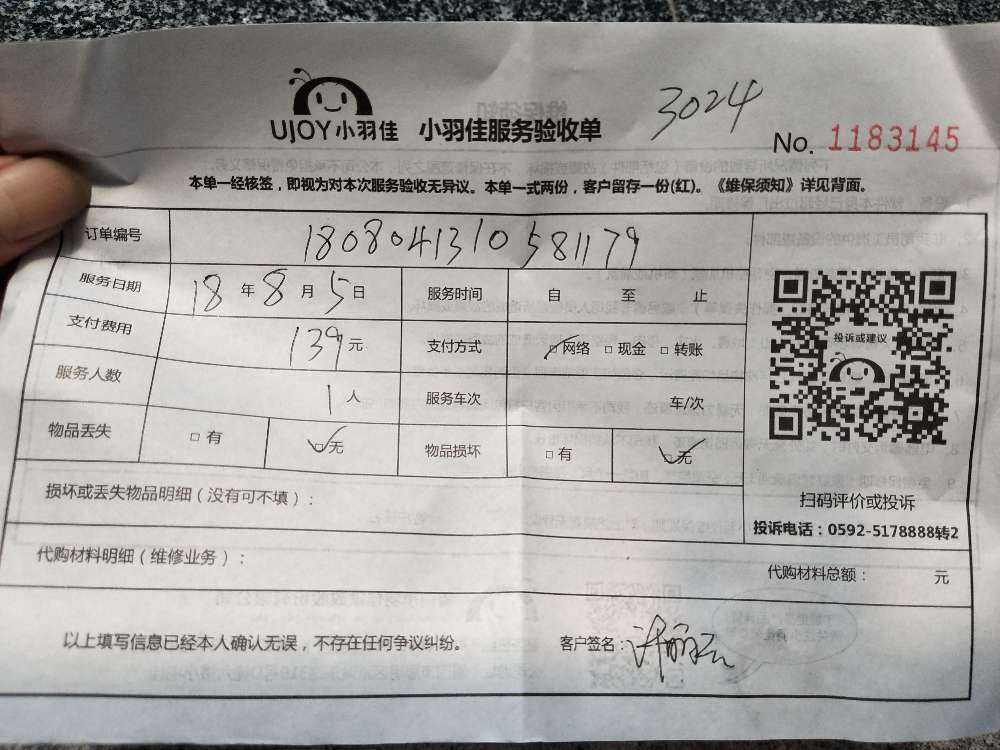 3024
UJOY小羽佳 小羽佳服务验收单
No. 1183145
本单一经核签，即视为对本次服务验收无异议。本单一式两份，客户留存一份(红)。《维保须知》详见背面。
订单编号 1808041310581179
服务日期 18年8月5日 服务时间 自 至 止
支付费用 139元 支付方式 ☑网络 □现金 □转账
服务人数 1人 服务车次 车/次
物品丢失 □有 ☑无 物品损坏 □有 ☑无
投诉或建议
扫码评价或投诉
投诉电话：0592-5178888转2
损坏或丢失物品明细（没有可不填）：
代购材料明细（维修业务）：
代购材料总额： 元
以上填写信息已经本人确认无误，不存在任何争议纠纷。 客户签名：许丽云